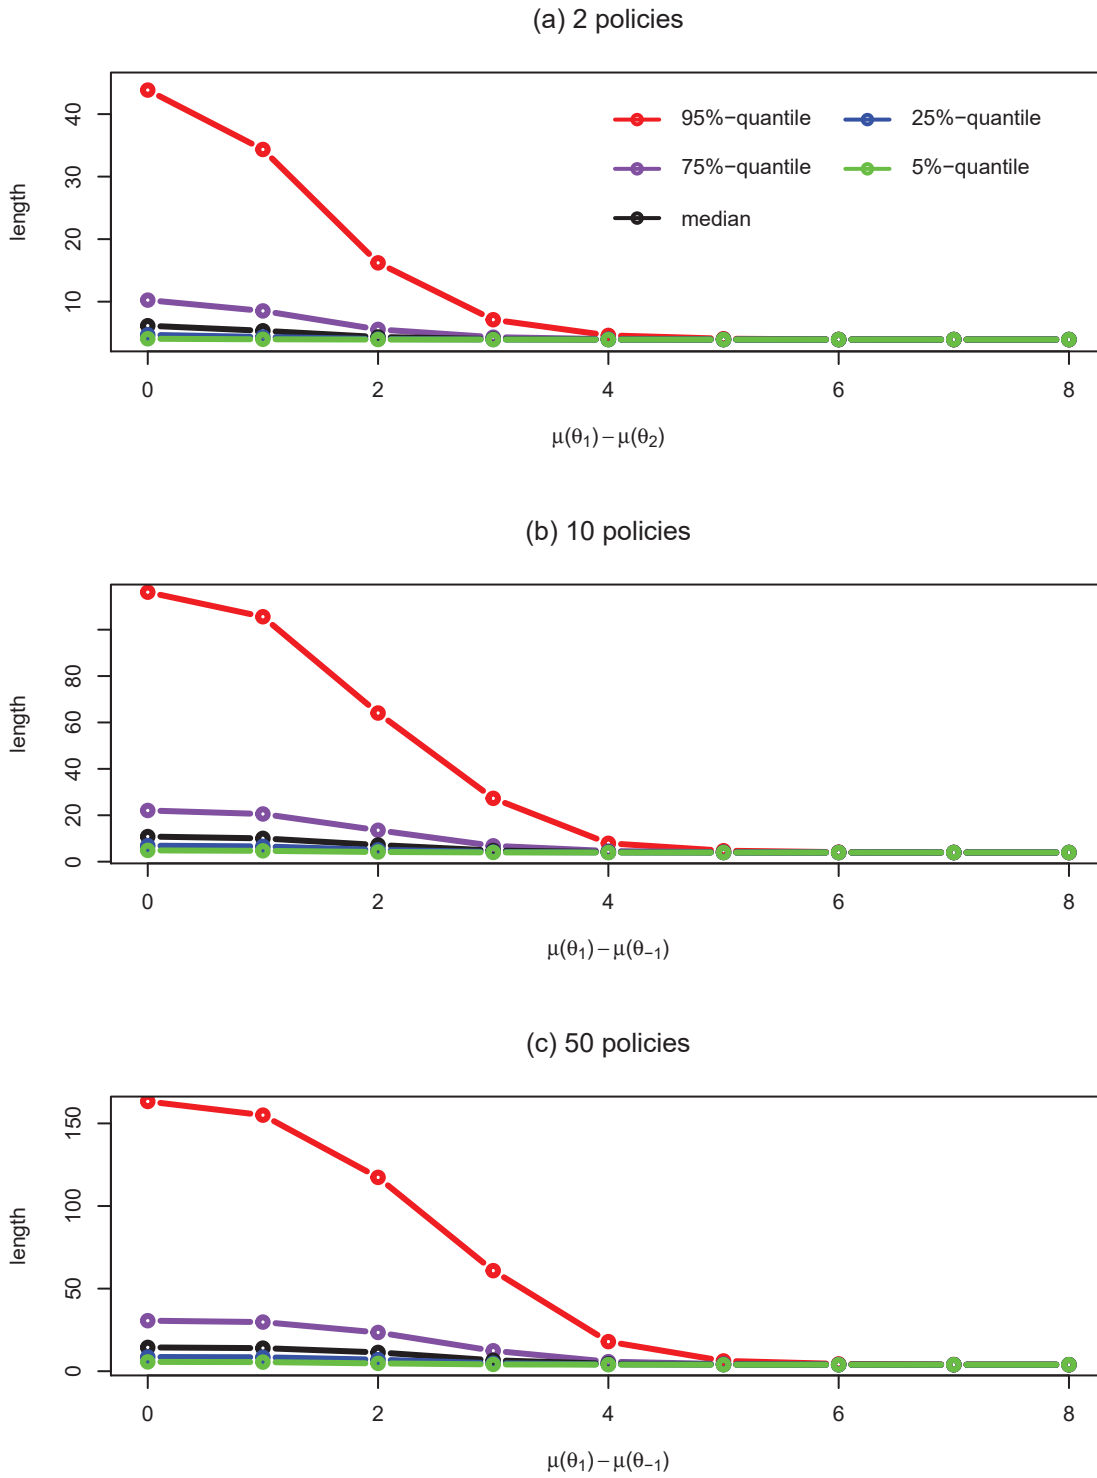 (a) 2 policies
length
40
30
20
10
95%−quantile
75%−quantile
median
25%−quantile
5%−quantile
0 2 4 6 8
μ(θ1) − μ(θ2)
(b) 10 policies
length
80
60
40
20
0
0 2 4 6 8
μ(θ1) − μ(θ−1)
(c) 50 policies
length
150
100
50
0
0 2 4 6 8
μ(θ1) − μ(θ−1)